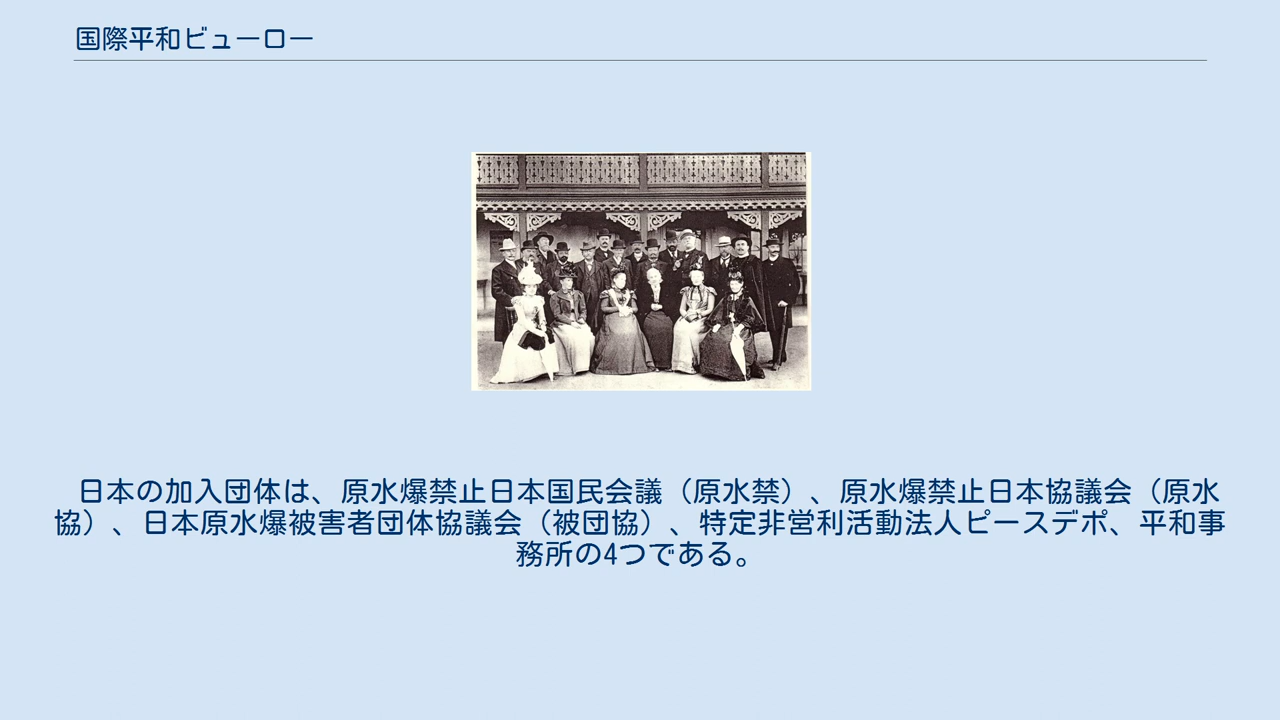 国際平和ビューロー
日本の加入団体は、原水爆禁止日本国民会議（原水禁）、原水爆禁止日本協議会（原水
協）、日本原水爆被害者団体協議会（被団協）、特定非営利活動法人ピースデポ、平和事
務所の4つである。